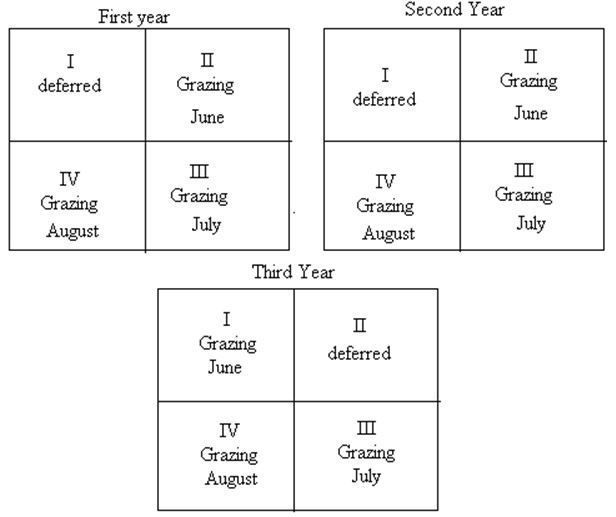 First year
I
deferred
II
Grazing
June
IV
Grazing
August
III
Grazing
July
Second Year
I
deferred
II
Grazing
June
IV
Grazing
August
III
Grazing
July
Third Year
I
Grazing
June
II
deferred
IV
Grazing
August
III
Grazing
July